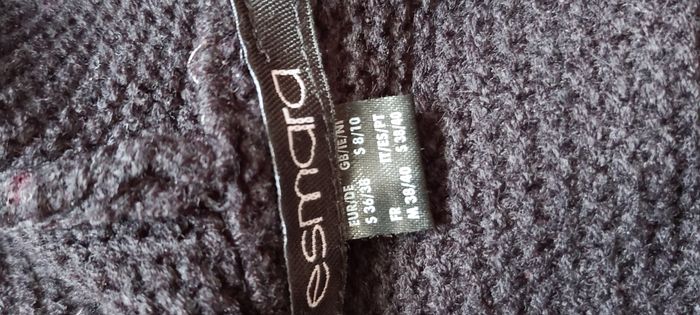 esmara
EUR/DE GB/IE/NI
S 36/38 S 8/10
FR IT/ES/PT
M 38/40 S 38/40